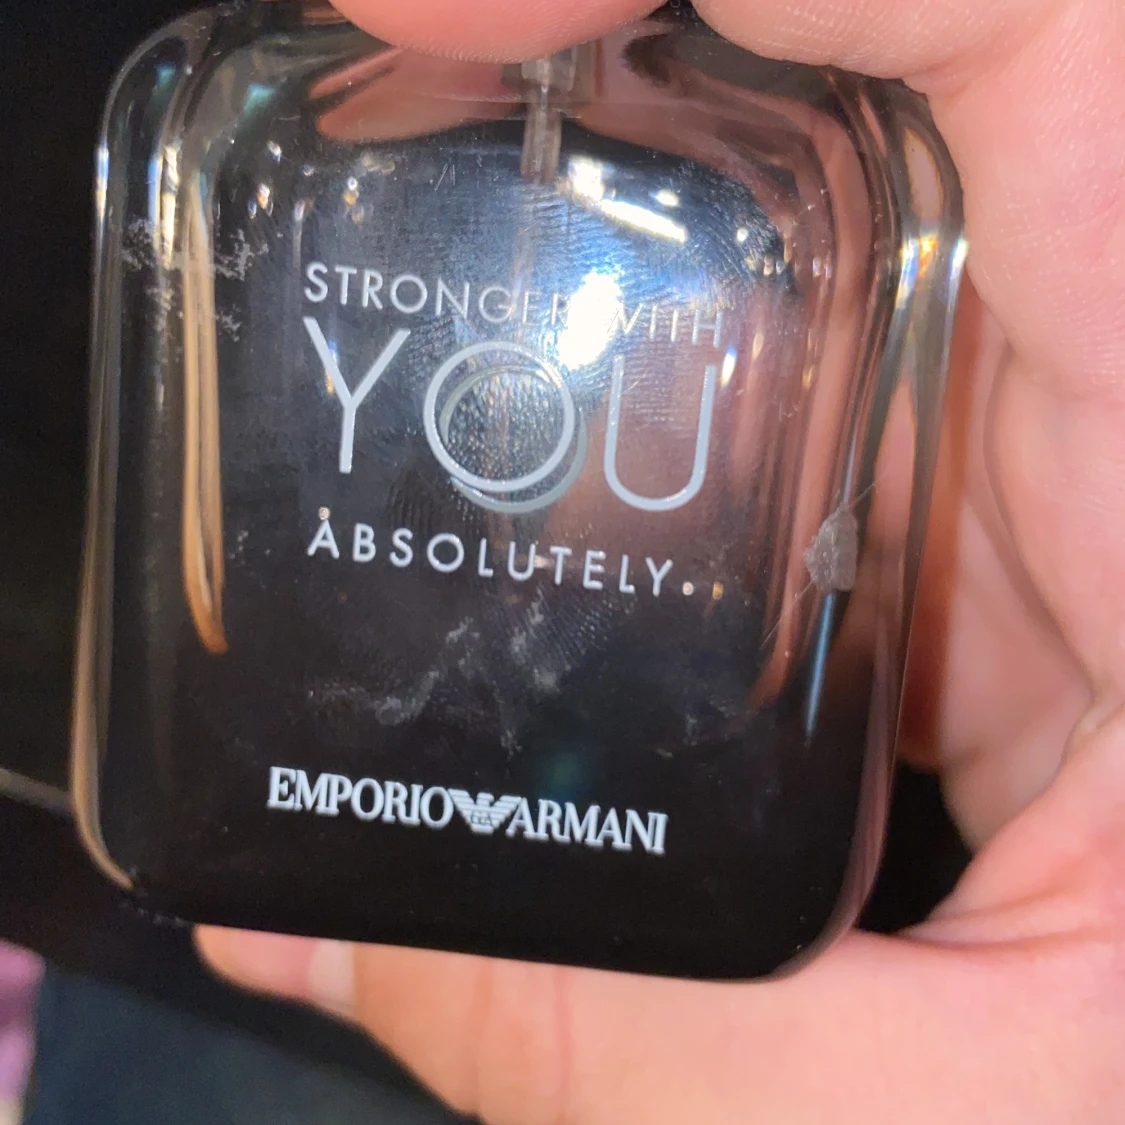 STRONGER WITH
YOU
ABSOLUTELY
EMPORIO ARMANI